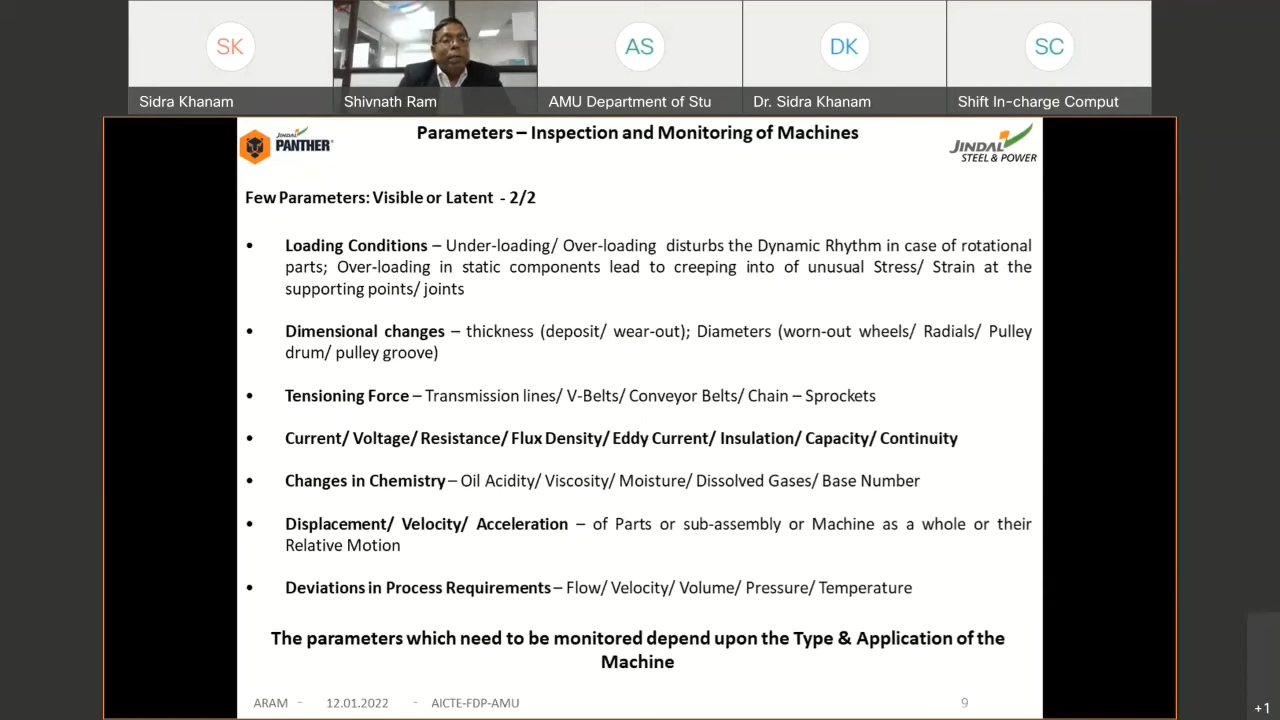 SK
AS
DK
SC
Sidra Khanam
Shivnath Ram
AMU Department of Stu
Dr. Sidra Khanam
Shift In-charge Comput
JINDAL
PANTHER
Parameters – Inspection and Monitoring of Machines
JINDAL
STEEL & POWER
Few Parameters: Visible or Latent - 2/2
• Loading Conditions – Under-loading/ Over-loading disturbs the Dynamic Rhythm in case of rotational
parts; Over-loading in static components lead to creeping into of unusual Stress/ Strain at the
supporting points/ joints
• Dimensional changes – thickness (deposit/ wear-out); Diameters (worn-out wheels/ Radials/ Pulley
drum/ pulley groove)
• Tensioning Force – Transmission lines/ V-Belts/ Conveyor Belts/ Chain – Sprockets
• Current/ Voltage/ Resistance/ Flux Density/ Eddy Current/ Insulation/ Capacity/ Continuity
• Changes in Chemistry – Oil Acidity/ Viscosity/ Moisture/ Dissolved Gases/ Base Number
• Displacement/ Velocity/ Acceleration – of Parts or sub-assembly or Machine as a whole or their
Relative Motion
• Deviations in Process Requirements – Flow/ Velocity/ Volume/ Pressure/ Temperature
The parameters which need to be monitored depend upon the Type & Application of the
Machine
ARAM - 12.01.2022 - AICTE-FDP-AMU 9
+1